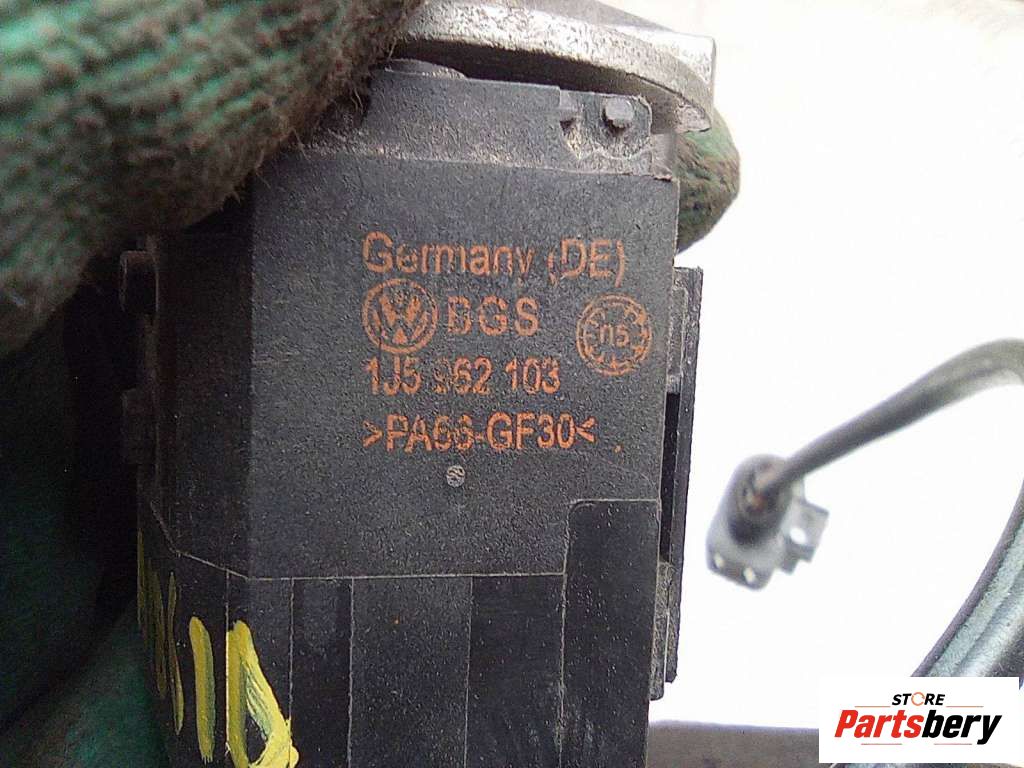 Germany (DE)
BGS
1J5 962 103
>PA66-GF30<
STORE
Partsbery